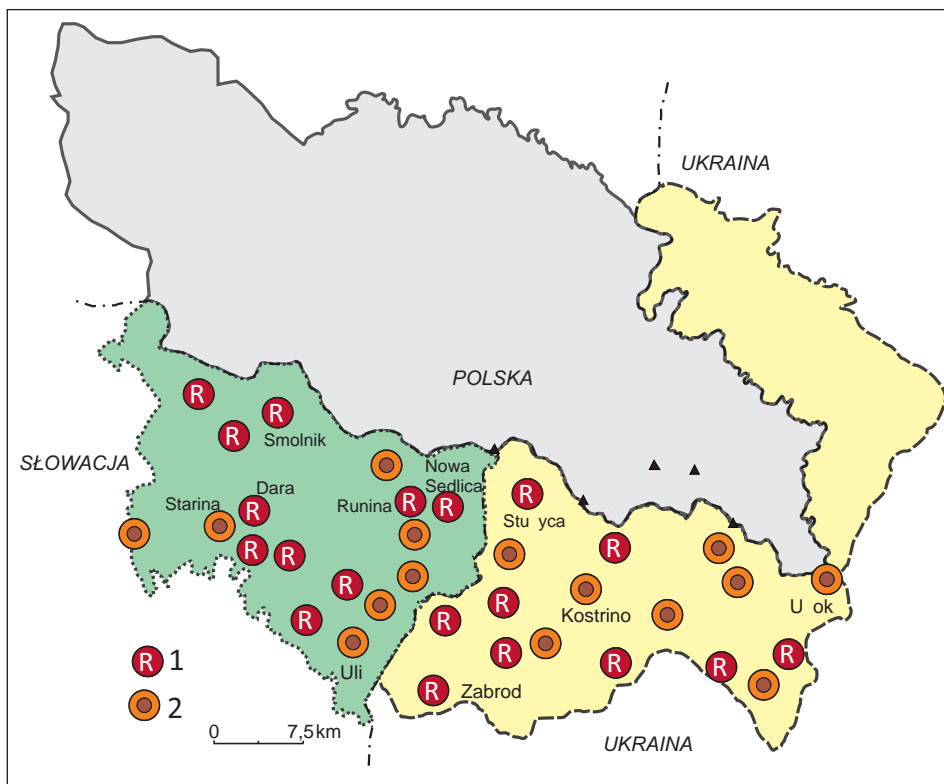 UKRAINA
POLSKA
R
R
R
Smolnik
SŁOWACJA
Nowa
Sedlica
Dara
Starina
Runina
R
R
R
R
Stu yca
R
R
R
R
Kostrino
U ok
R
R
R
R
R
R
R
R
Uli
R
Zabrod
R 1
2
0 7,5 km
UKRAINA